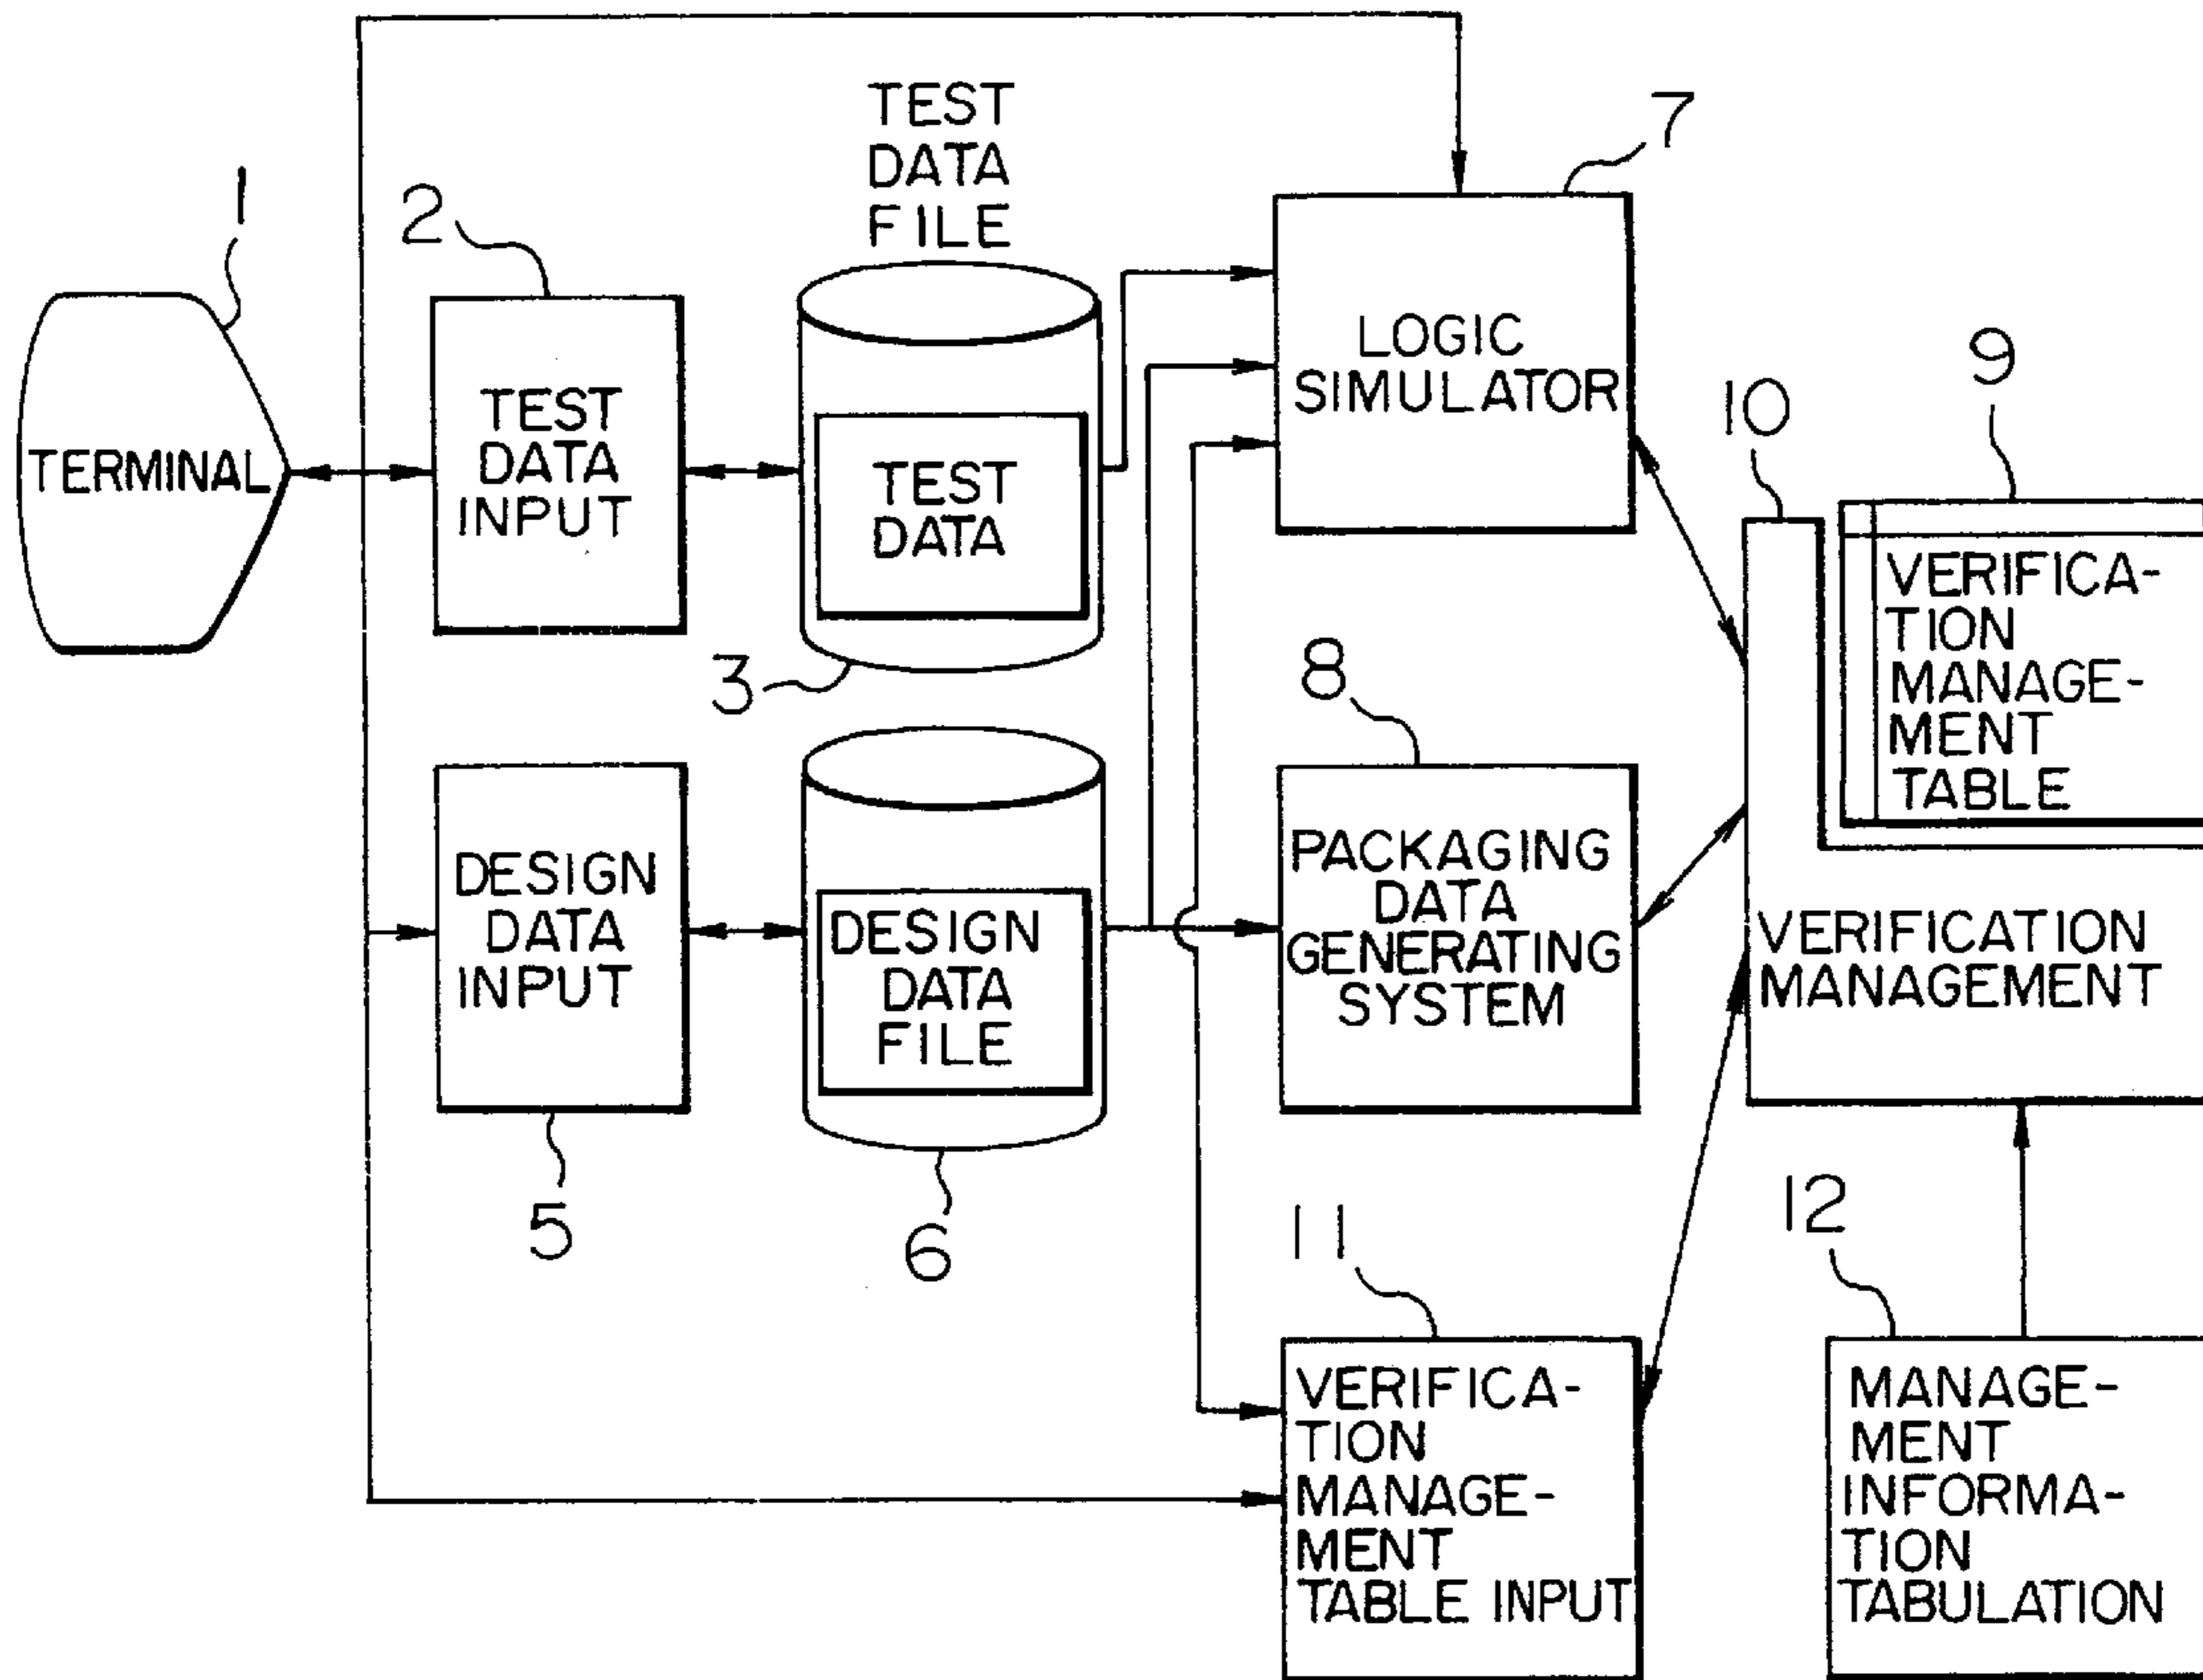 TEST
DATA
FILE
1
2
3
TERMINAL
TEST
DATA
INPUT
TEST
DATA
5
DESIGN
DATA
INPUT
6
DESIGN
DATA
FILE
7
LOGIC
SIMULATOR
8
PACKAGING
DATA
GENERATING
SYSTEM
9
VERIFICA-
TION
MANAGE-
MENT
TABLE
10
VERIFICATION
MANAGEMENT
11
VERIFICA-
TION
MANAGE-
MENT
TABLE INPUT
12
MANAGE-
MENT
INFORMA-
TION
TABULATION